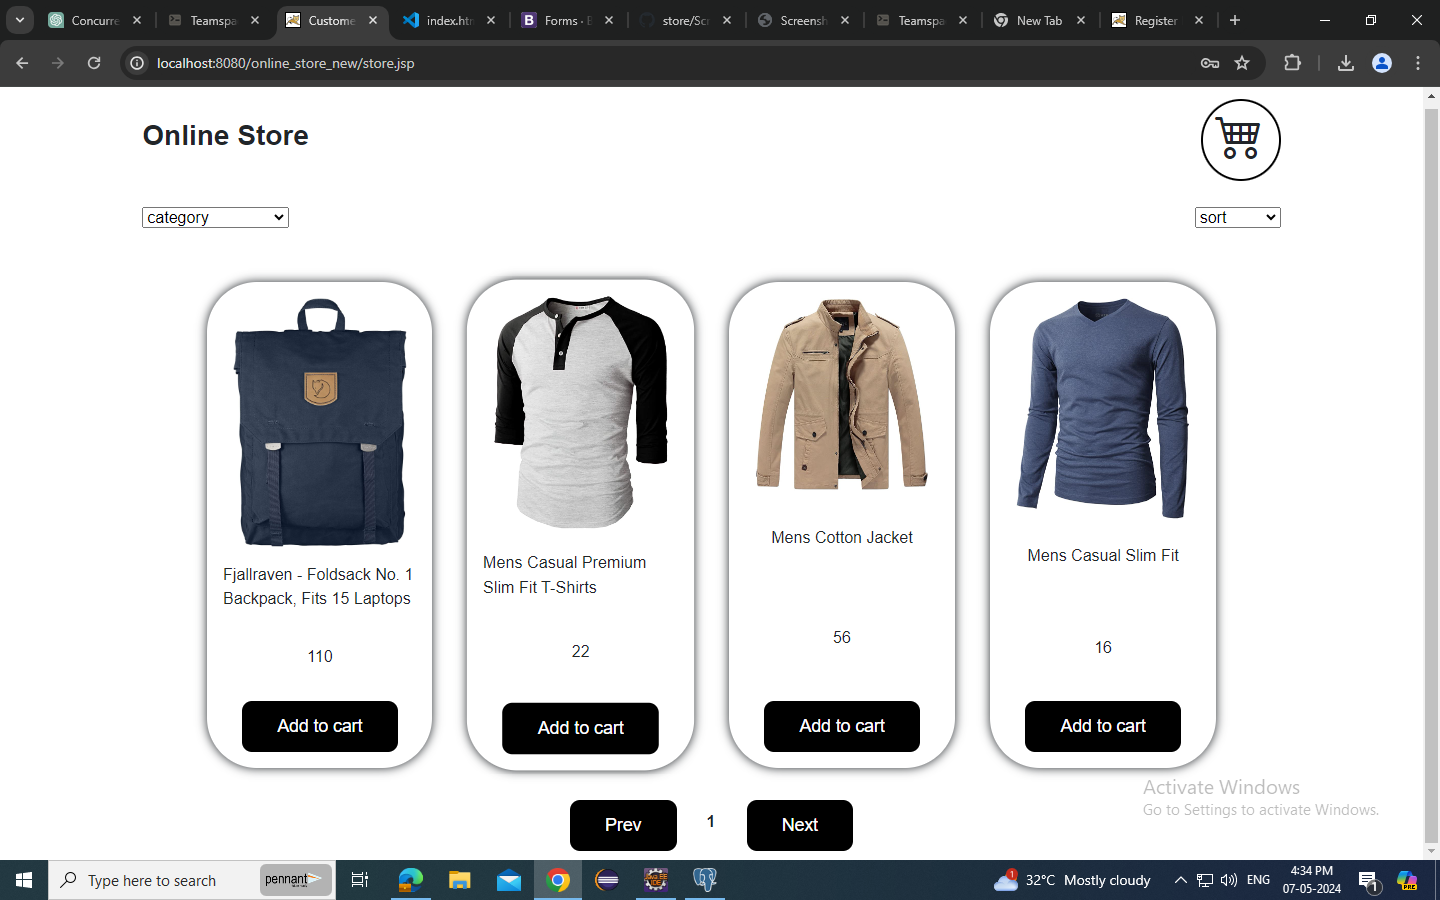 Concurre
Teamspa
Custome
index.htm
Forms · B
store/Scr
Screensh
Teamspa
New Tab
Register
localhost:8080/online_store_new/store.jsp
Online Store
category
sort
Fjallraven - Foldsack No. 1
Backpack, Fits 15 Laptops
110
Add to cart
Mens Casual Premium
Slim Fit T-Shirts
22
Add to cart
Mens Cotton Jacket
56
Add to cart
Mens Casual Slim Fit
16
Add to cart
Prev
1
Next
Activate Windows
Go to Settings to activate Windows.
Type here to search
pennant
1
32°C Mostly cloudy
ENG
4:34 PM
07-05-2024
1
PRE